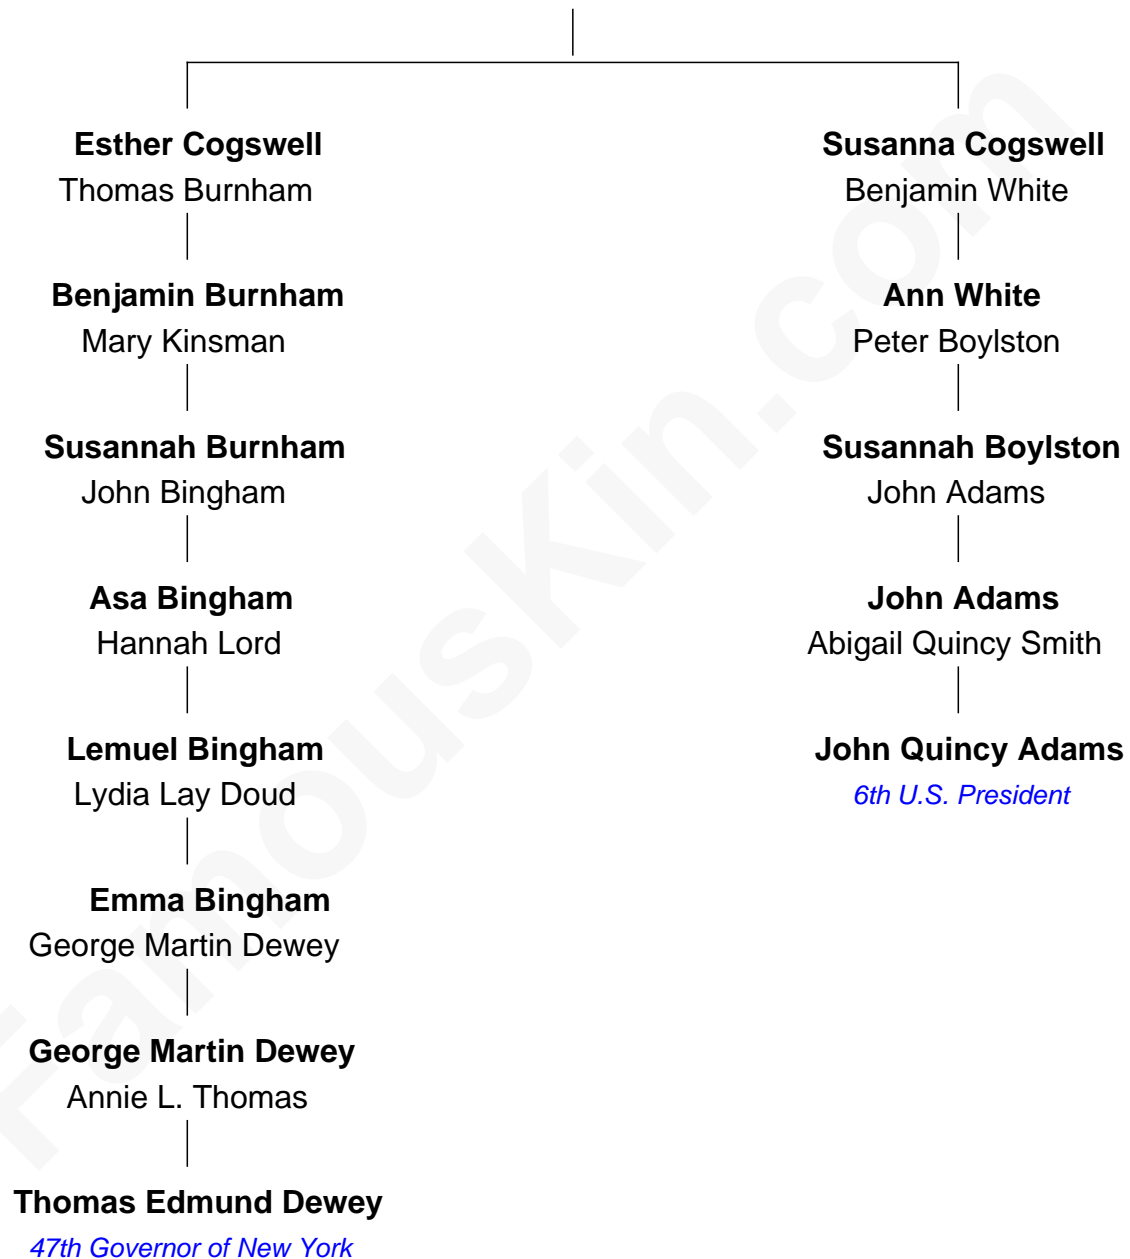 Esther Cogswell
Thomas Burnham
Benjamin Burnham
Mary Kinsman
Susannah Burnham
John Bingham
Asa Bingham
Hannah Lord
Lemuel Bingham
Lydia Lay Doud
Emma Bingham
George Martin Dewey
George Martin Dewey
Annie L. Thomas
Thomas Edmund Dewey
47th Governor of New York
Susanna Cogswell
Benjamin White
Ann White
Peter Boylston
Susannah Boylston
John Adams
John Adams
Abigail Quincy Smith
John Quincy Adams
6th U.S. President
FamousKin.com